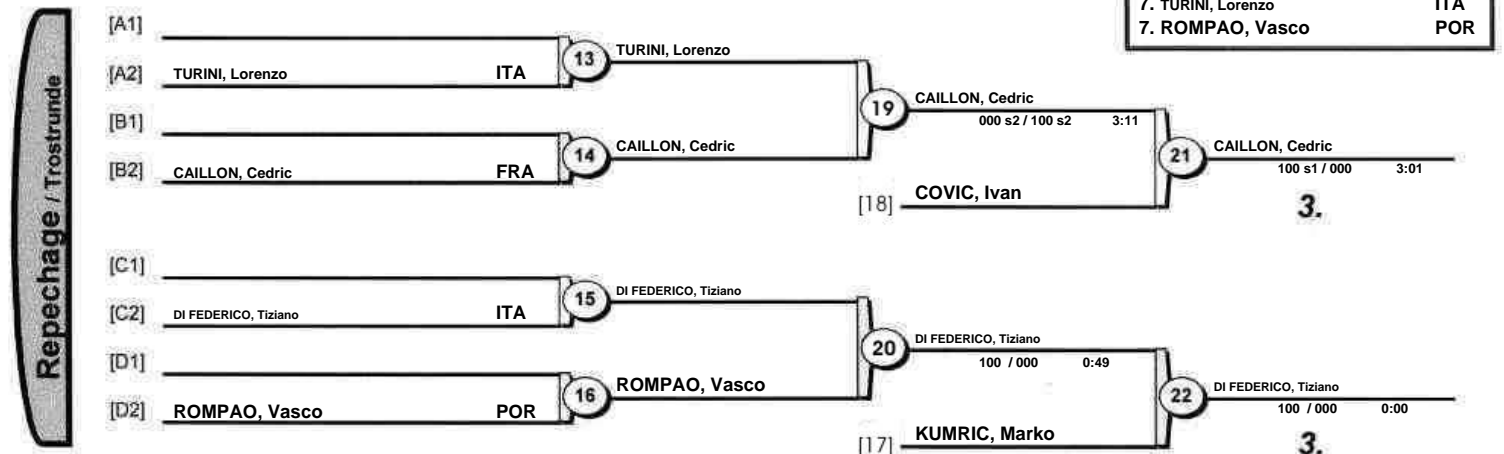 7. TURINI, Lorenzo ITA
7. ROMPAO, Vasco POR
Repechage / Trostrunde
[A1]
[A2] TURINI, Lorenzo ITA
13 TURINI, Lorenzo
[B1]
[B2] CAILLON, Cedric FRA
14 CAILLON, Cedric
19 CAILLON, Cedric
000 s2 / 100 s2 3:11
[18] COVIC, Ivan
21 CAILLON, Cedric
100 s1 / 000 3:01
3.
[C1]
[C2] DI FEDERICO, Tiziano ITA
15 DI FEDERICO, Tiziano
[D1]
[D2] ROMPAO, Vasco POR
16 ROMPAO, Vasco
20 DI FEDERICO, Tiziano
100 / 000 0:49
[17] KUMRIC, Marko
22 DI FEDERICO, Tiziano
100 / 000 0:00
3.